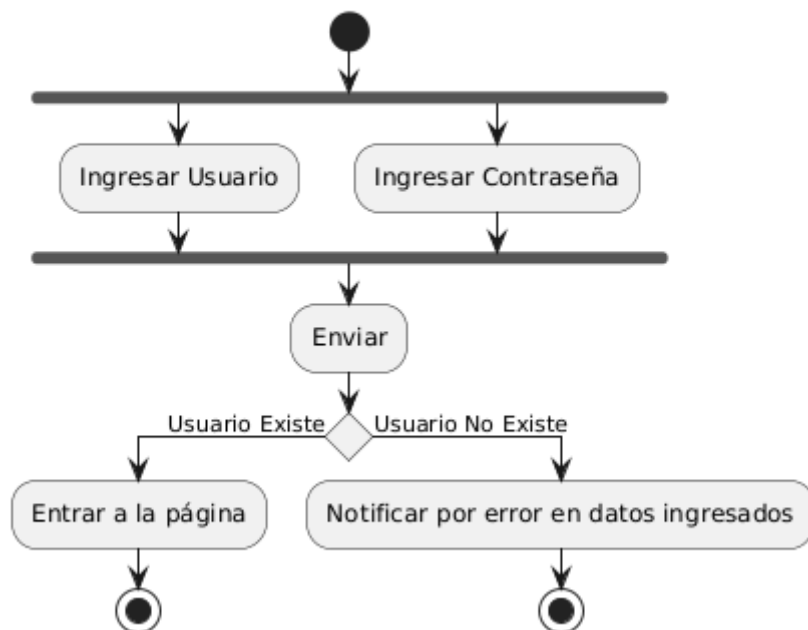 Ingresar Usuario
Ingresar Contraseña
Enviar
Usuario Existe
Usuario No Existe
Entrar a la página
Notificar por error en datos ingresados